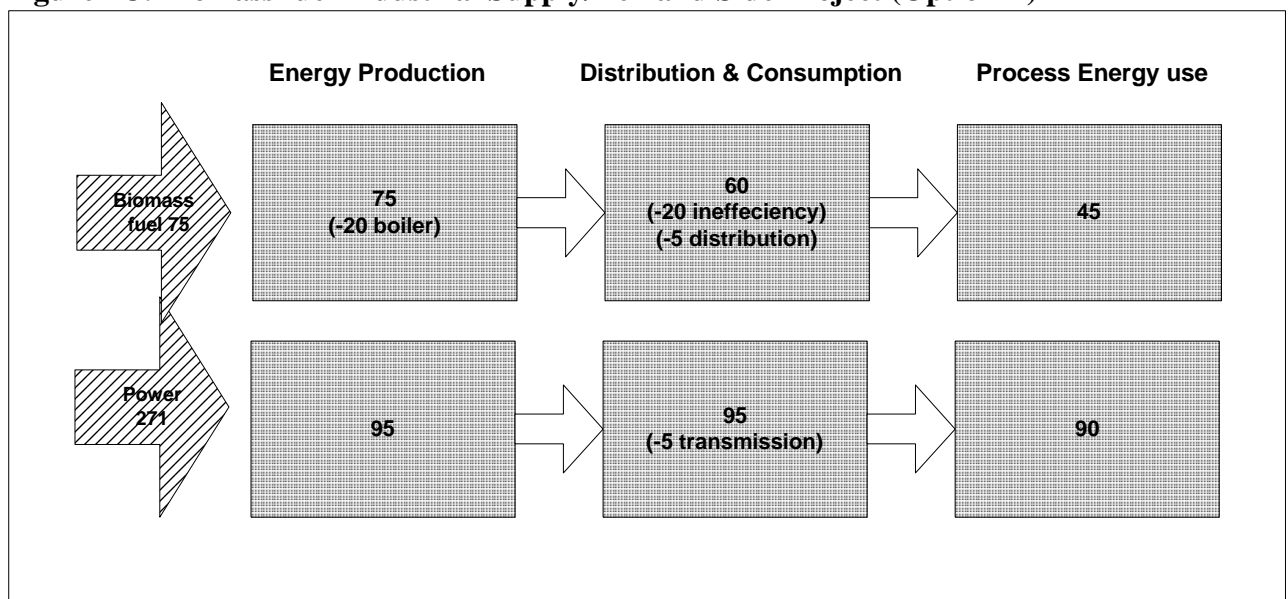 Energy Production
Distribution & Consumption
Process Energy use
Biomass
fuel 75
75
(-20 boiler)
60
(-20 ineffeciency)
(-5 distribution)
45
Power
271
95
95
(-5 transmission)
90